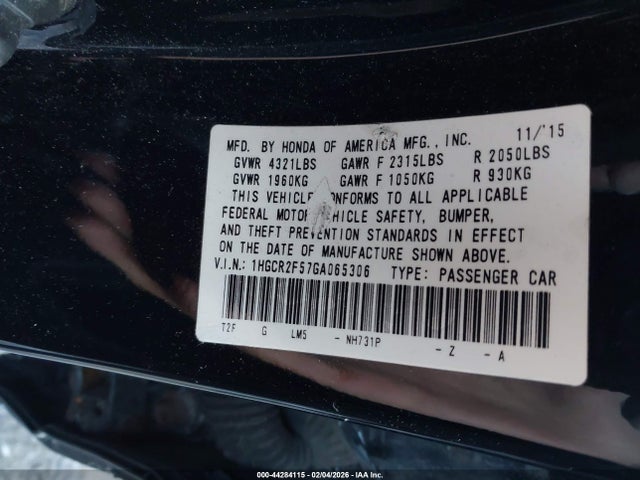 MFD. BY HONDA OF AMERICA MFG., INC. 11/'15
GVWR 4321LBS GAWR F 2315LBS R 2050LBS
GVWR 1960KG GAWR F 1050KG R 930KG
THIS VEHICLE CONFORMS TO ALL APPLICABLE
FEDERAL MOTOR VEHICLE SAFETY, BUMPER,
AND THEFT PREVENTION STANDARDS IN EFFECT
ON THE DATE OF MANUFACTURE SHOWN ABOVE.
V.I.N.: 1HGCR2F57GA065306 TYPE: PASSENGER CAR
T2F G LM5 - NH731P - Z - A
000-44284115 - 02/04/2026 - IAA Inc.